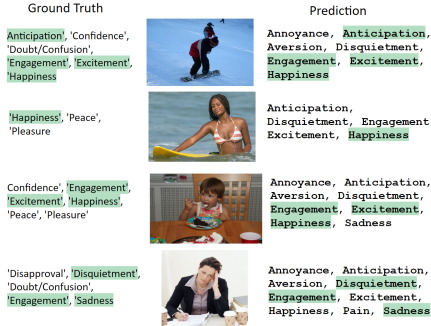 Ground Truth
Prediction
Anticipation', 'Confidence',
'Doubt/Confusion',
'Engagement', 'Excitement',
'Happiness
Annoyance, Anticipation,
Aversion, Disquietment,
Engagement, Excitement,
Happiness
'Happiness', 'Peace',
'Pleasure
Anticipation,
Disquietment, Engagement
Excitement, Happiness
Confidence', 'Engagement',
'Excitement', 'Happiness',
'Peace', 'Pleasure'
Annoyance, Anticipation,
Aversion, Disquietment,
Engagement, Excitement,
Happiness, Sadness
'Disapproval', 'Disquietment',
'Doubt/Confusion',
'Engagement', 'Sadness
Annoyance, Anticipation,
Aversion, Disquietment,
Engagement, Excitement,
Happiness, Pain, Sadness